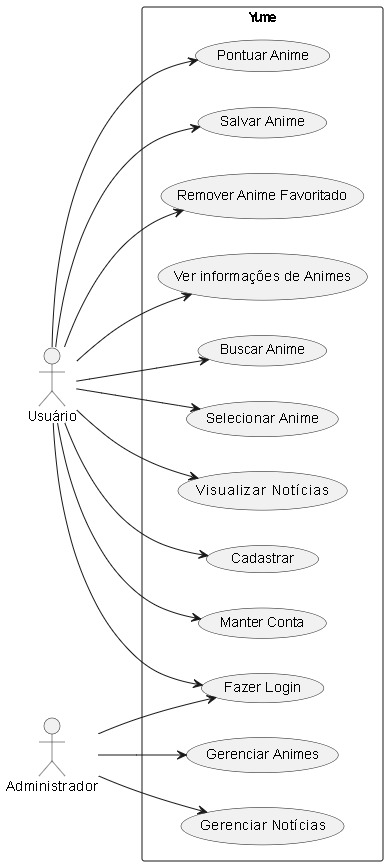 Yume
Pontuar Anime
Salvar Anime
Remover Anime Favoritado
Ver informações de Animes
Buscar Anime
Usuário
Selecionar Anime
Visualizar Notícias
Cadastrar
Manter Conta
Fazer Login
Gerenciar Animes
Administrador
Gerenciar Notícias